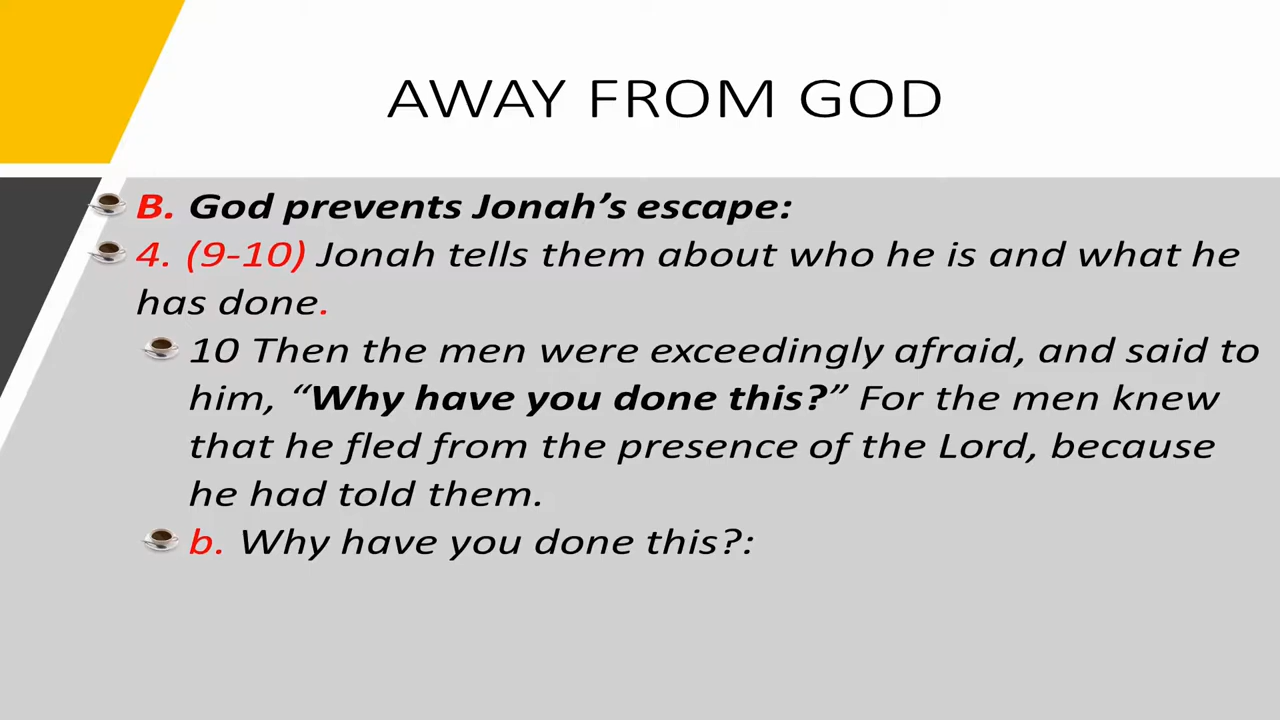 AWAY FROM GOD
B. God prevents Jonah’s escape:
4. (9-10) Jonah tells them about who he is and what he
has done.
10 Then the men were exceedingly afraid, and said to
him, “Why have you done this?” For the men knew
that he fled from the presence of the Lord, because
he had told them.
b. Why have you done this?: